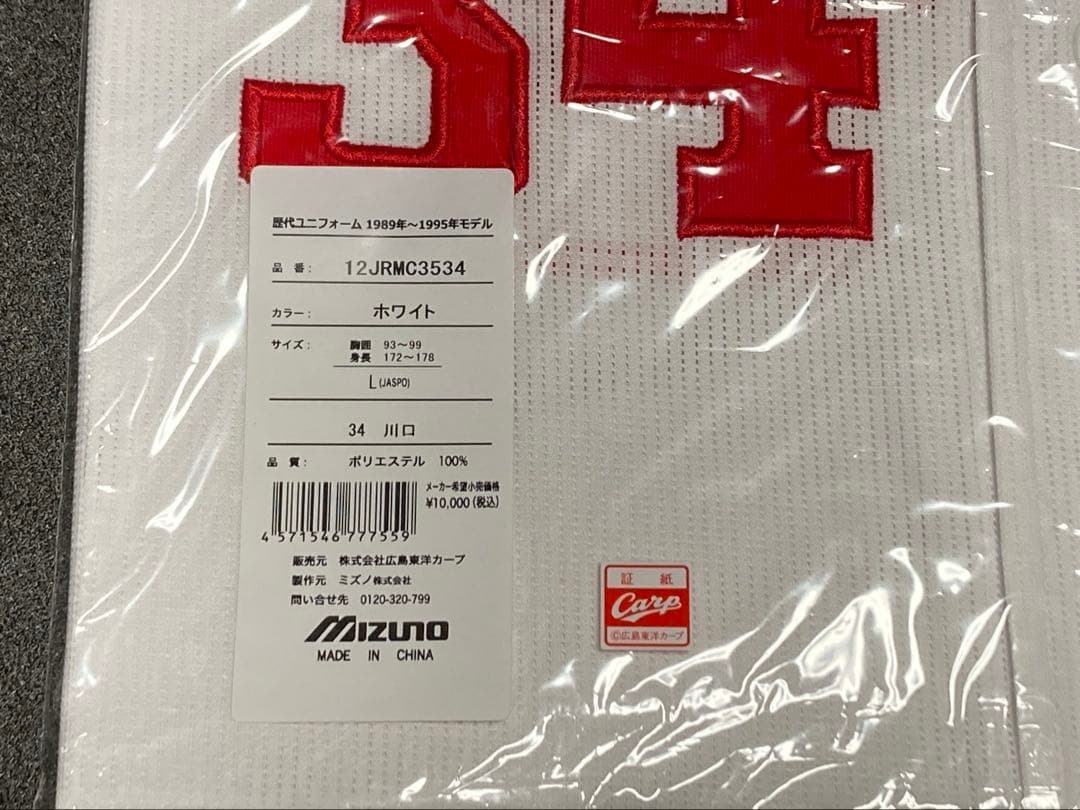 34
歴代ユニフォーム 1989年～1995年モデル
品 番： 12JRMC3534
カラー： ホワイト
サイズ： 胸囲 93～99
身長 172～178
L(JASPO)
34 川口
品 質： ポリエステル 100%
メーカー希望小売価格
¥10,000(税込)
4 571546 777559
販売元 株式会社広島東洋カープ
製作元 ミズノ株式会社
問い合せ先 0120-320-799
MIZUNO
MADE IN CHINA
証 紙
Carp
©広島東洋カープ